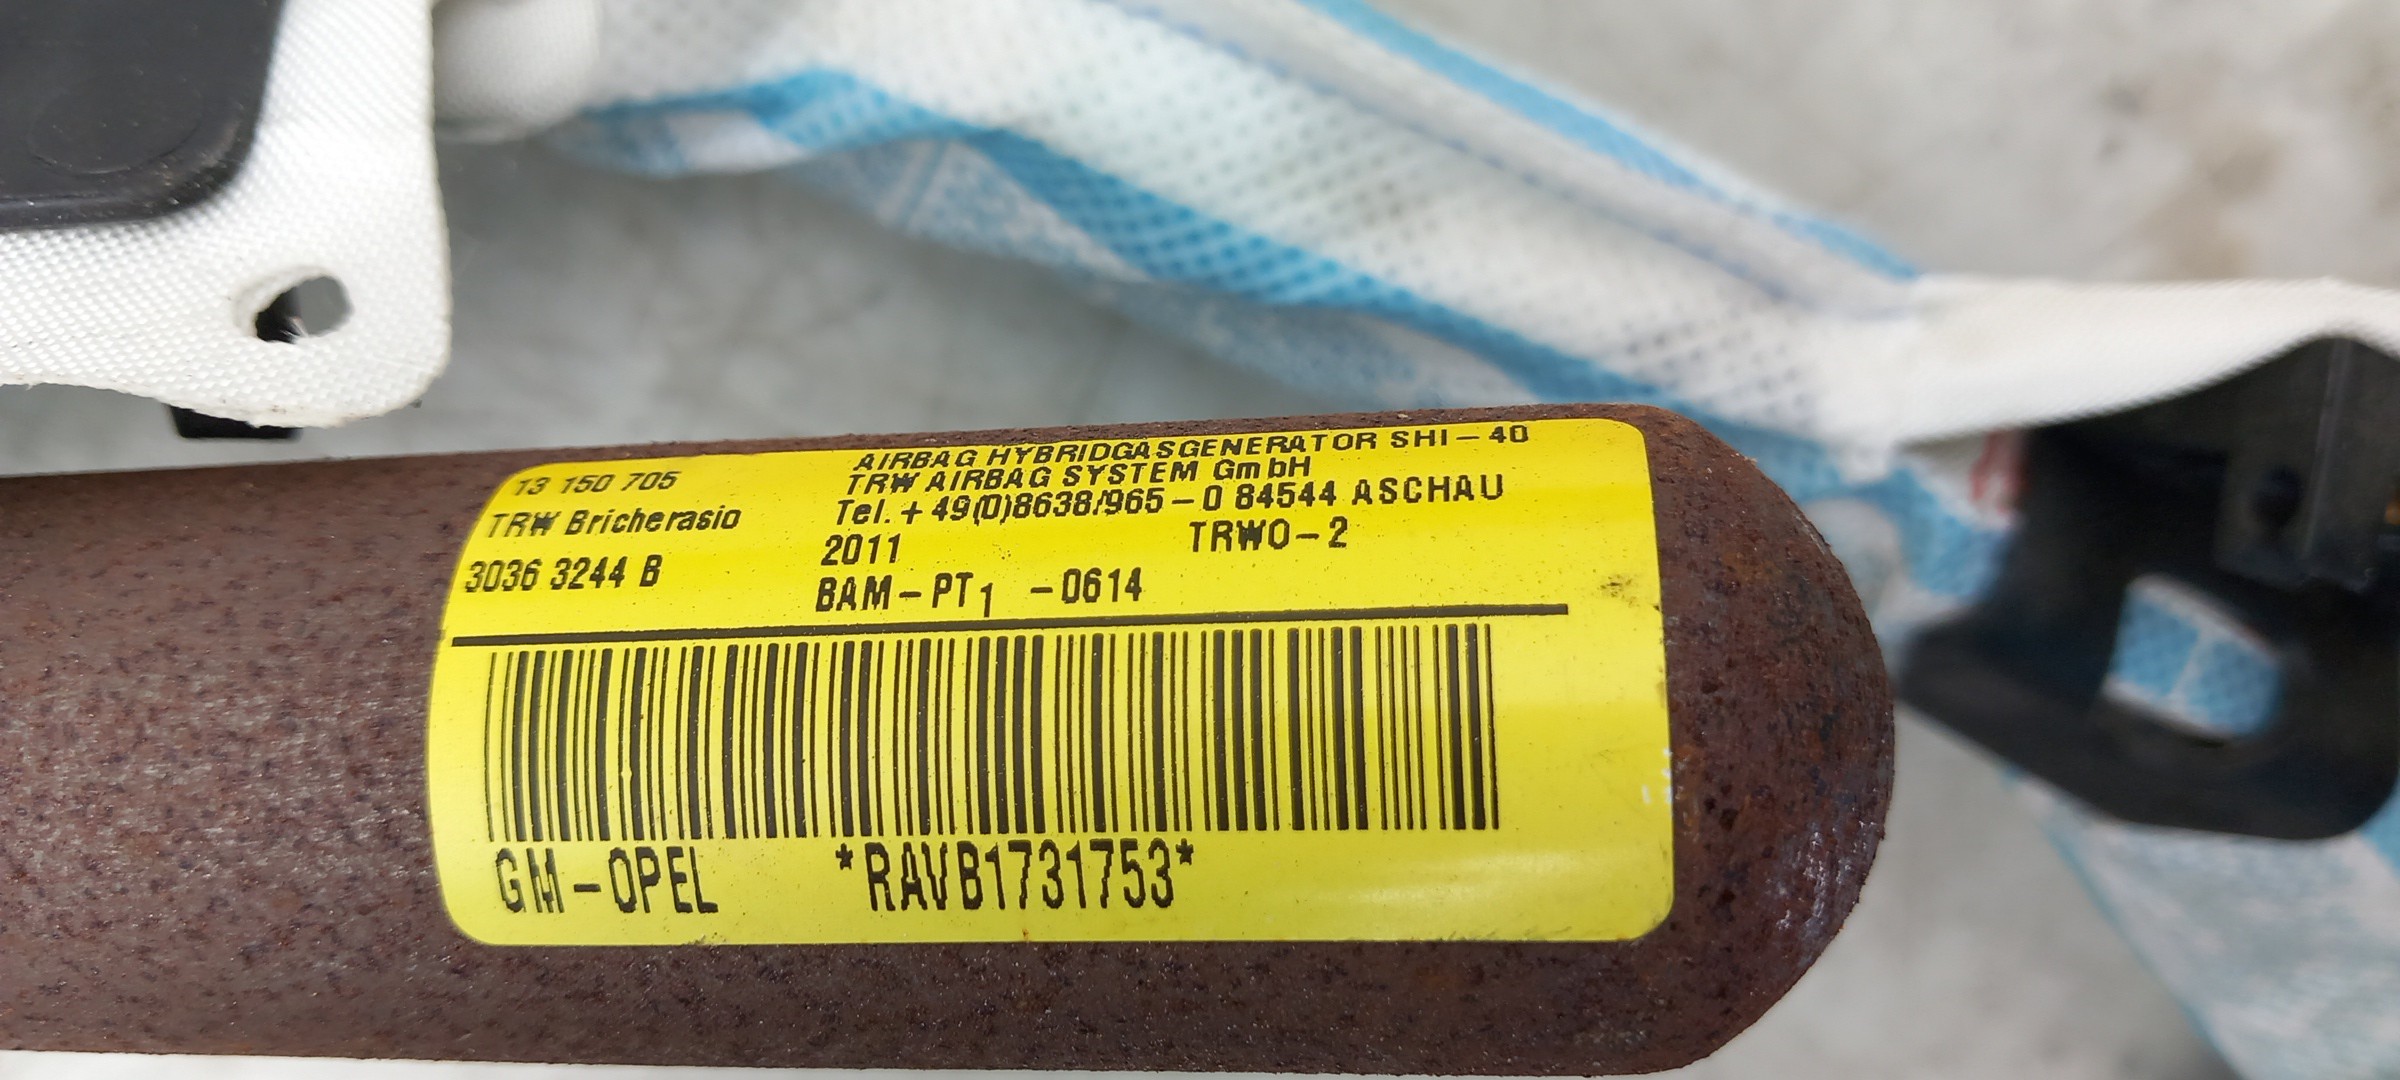 13 150 705
TRW Bricherasio
3036 3244 B
AIRBAG HYBRIDGASGENERATOR SHI-40
TRW AIRBAG SYSTEM GmbH
Tel. + 49(0)8638/965-0 84544 ASCHAU
2011 TRWO-2
BAM-PT1 -0614
GM-OPEL *RAVB1731753*